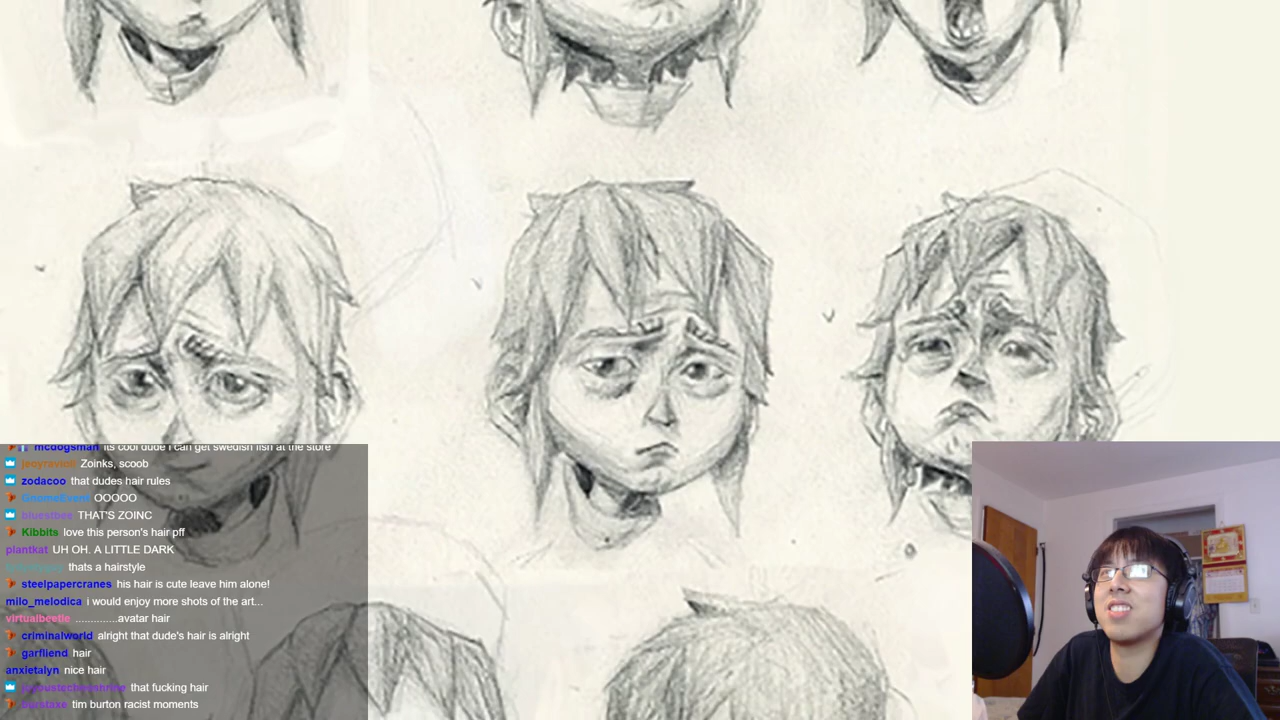 mcdogsman its cool dude i can get swedish fish at the store
Zoinks, scoob
zodacoo that dudes hair rules
OOOOO
THAT'S ZOINC
Kibbits love this person's hair pff
plantkat UH OH. A LITTLE DARK
thats a hairstyle
steelpapercranes his hair is cute leave him alone!
milo_melodica i would enjoy more shots of the art...
virtualbeetle ..............avatar hair
criminalworld alright that dude's hair is alright
garfliend hair
anxietalyn nice hair
that fucking hair
tim burton racist moments